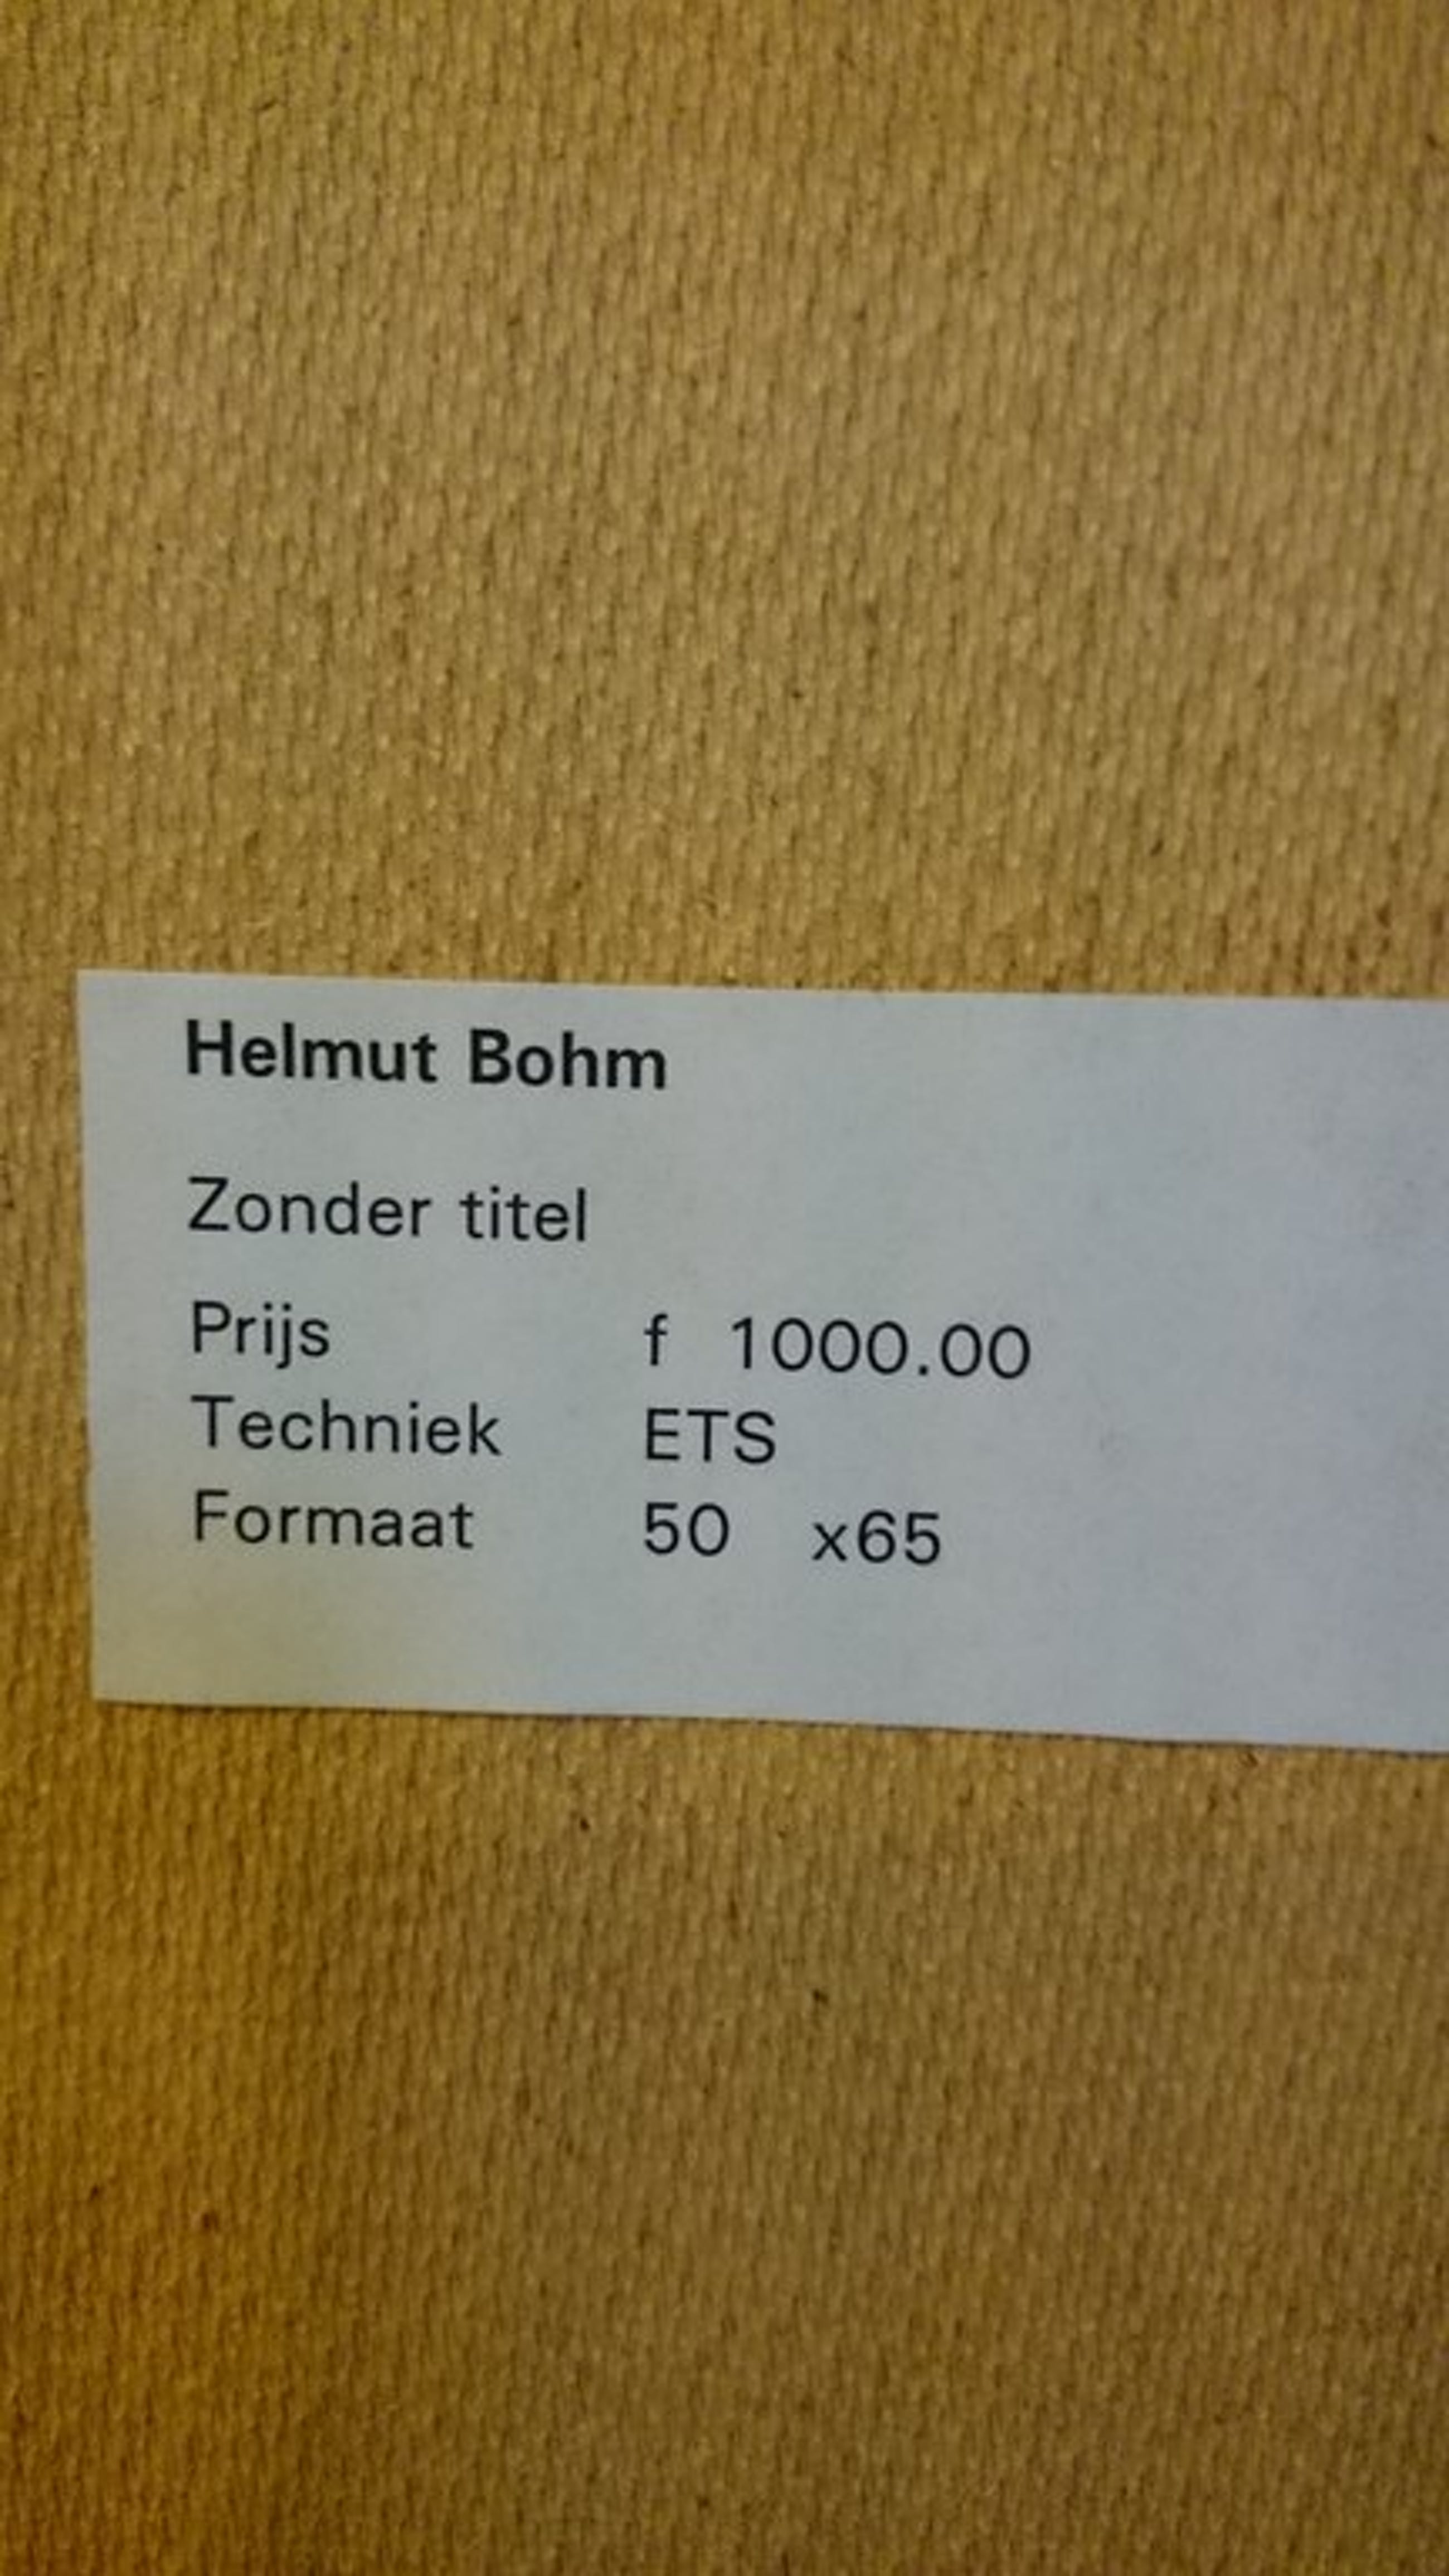 Helmut Bohm
Zonder titel
Prijs f 1000.00
Techniek ETS
Formaat 50 x65